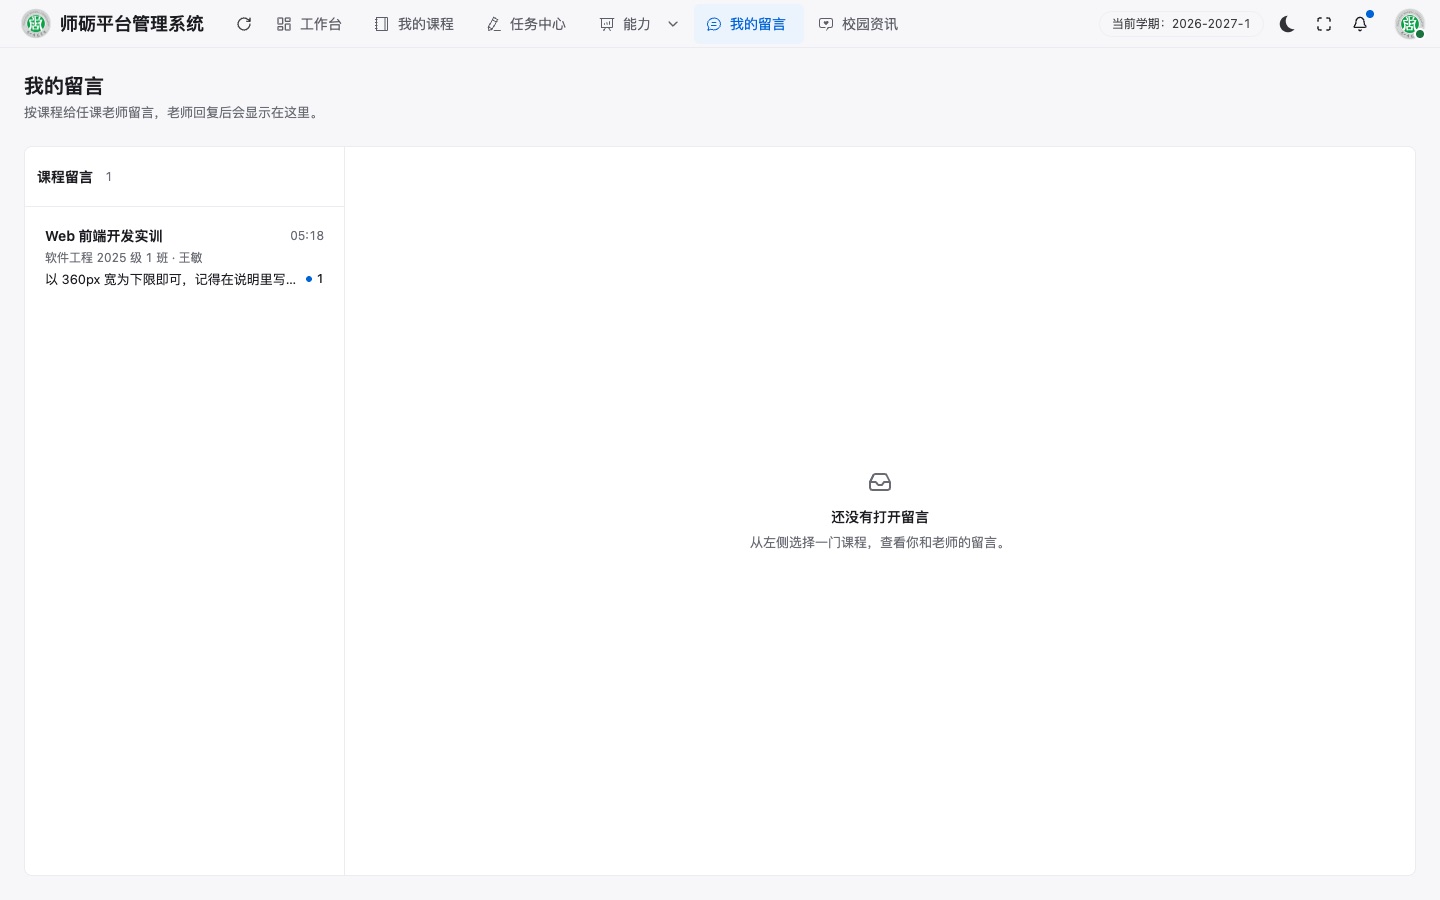 师砺平台管理系统
工作台
我的课程
任务中心
能力
我的留言
校园资讯
当前学期：2026-2027-1
我的留言
按课程给任课老师留言，老师回复后会显示在这里。
课程留言 1
Web 前端开发实训 05:18
软件工程 2025 级 1 班 · 王敏
以 360px 宽为下限即可，记得在说明里写... 1
还没有打开留言
从左侧选择一门课程，查看你和老师的留言。